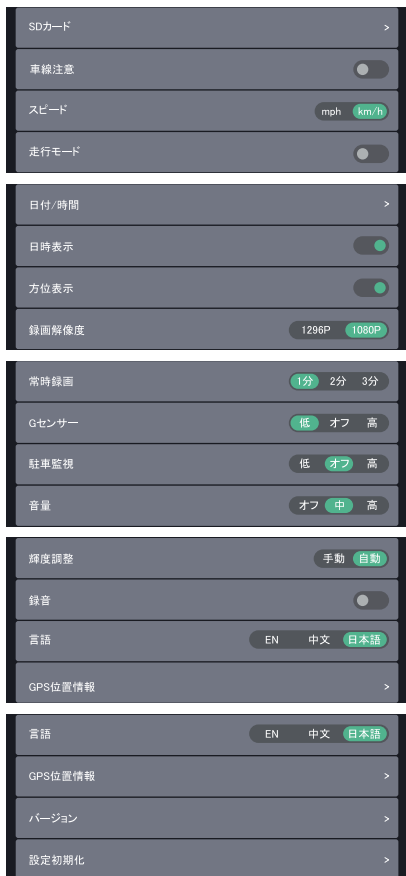 SDカード >
車線注意
スピード mph km/h
走行モード
日付/時間 >
日時表示
方位表示
録画解像度 1296P 1080P
常時録画 1分 2分 3分
Gセンサー 低 オフ 高
駐車監視 低 オフ 高
音量 オフ 中 高
輝度調整 手動 自動
録音
言語 EN 中文 日本語
GPS位置情報 >
言語 EN 中文 日本語
GPS位置情報 >
バージョン >
設定初期化 >